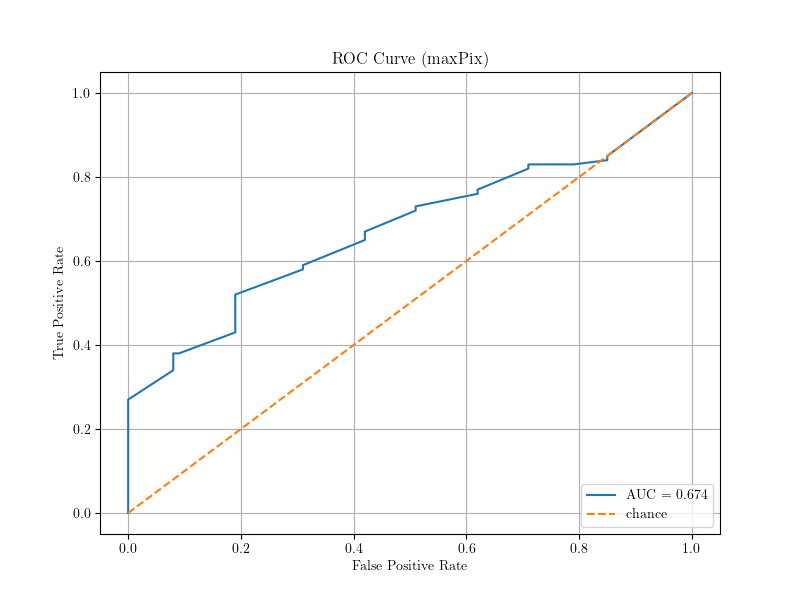 ROC Curve (maxPix)
True Positive Rate
1.0
0.8
0.6
0.4
0.2
0.0
AUC = 0.674
chance
0.0 0.2 0.4 0.6 0.8 1.0
False Positive Rate